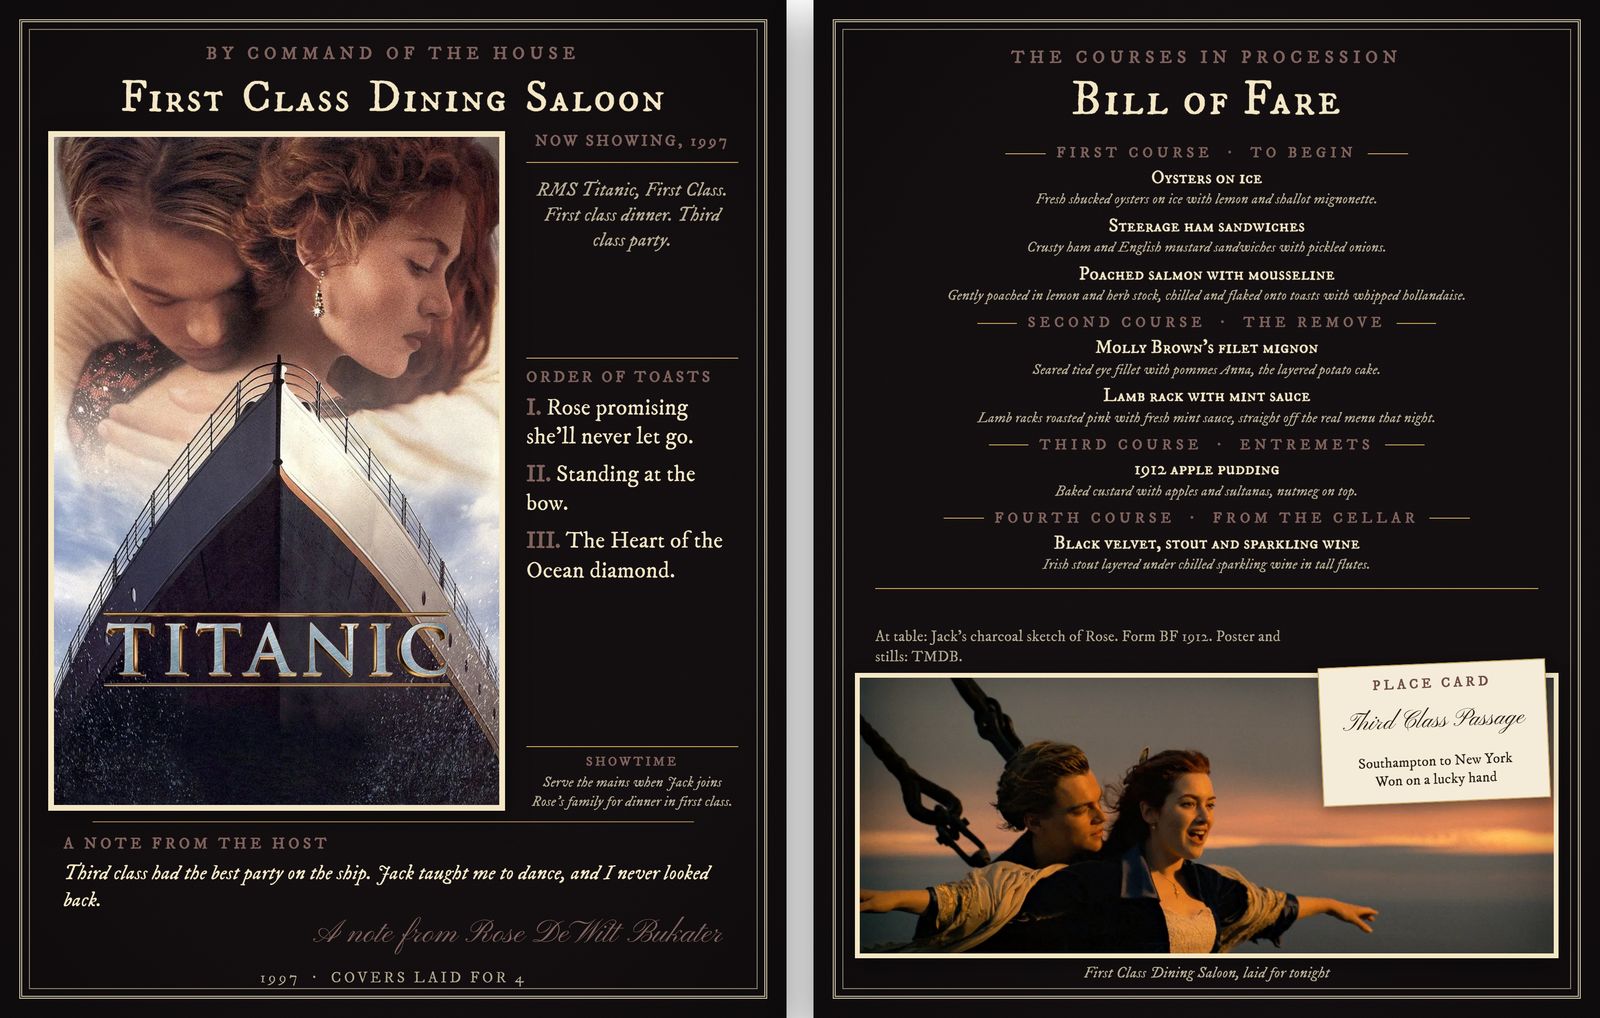 BY COMMAND OF THE HOUSE
First Class Dining Saloon
NOW SHOWING, 1997
RMS Titanic, First Class.
First class dinner. Third
class party.
ORDER OF TOASTS
I. Rose promising
she'll never let go.
II. Standing at the
bow.
III. The Heart of the
Ocean diamond.
TITANIC
SHOWTIME
Serve the mains when Jack joins
Rose's family for dinner in first class.
A NOTE FROM THE HOST
Third class had the best party on the ship. Jack taught me to dance, and I never looked
back.
A note from Rose DeWitt Bukater
1997 · COVERS LAID FOR 4
THE COURSES IN PROCESSION
Bill of Fare
FIRST COURSE · TO BEGIN
Oysters on ice
Fresh shucked oysters on ice with lemon and shallot mignonette.
Steerage ham sandwiches
Crusty ham and English mustard sandwiches with pickled onions.
Poached salmon with mousseline
Gently poached in lemon and herb stock, chilled and flaked onto toasts with whipped hollandaise.
SECOND COURSE · THE REMOVE
Molly Brown's filet mignon
Seared tied eye fillet with pommes Anna, the layered potato cake.
Lamb rack with mint sauce
Lamb racks roasted pink with fresh mint sauce, straight off the real menu that night.
THIRD COURSE · ENTREMETS
1912 apple pudding
Baked custard with apples and sultanas, nutmeg on top.
FOURTH COURSE · FROM THE CELLAR
Black velvet, stout and sparkling wine
Irish stout layered under chilled sparkling wine in tall flutes.
At table: Jack's charcoal sketch of Rose. Form BF 1912. Poster and
stills: TMDB.
PLACE CARD
Third Class Passage
Southampton to New York
Won on a lucky hand
First Class Dining Saloon, laid for tonight